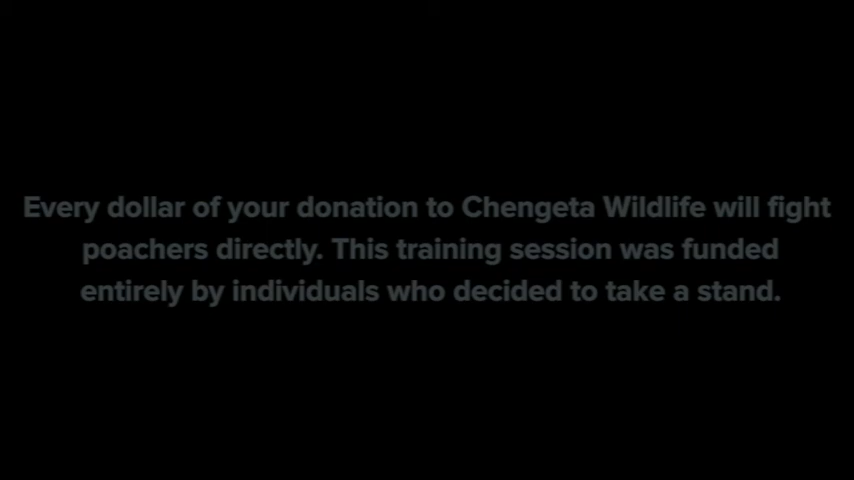 Every dollar of your donation to Chengeta Wildlife will fight
poachers directly. This training session was funded
entirely by individuals who decided to take a stand.